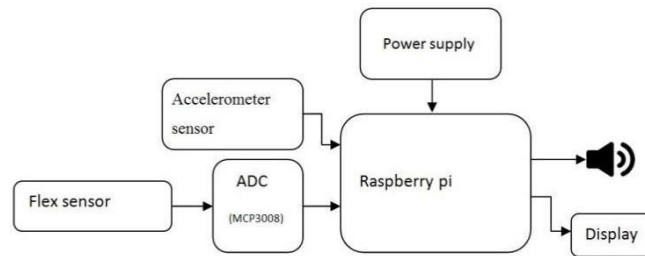 Power supply
Accelerometer
sensor
ADC
(MCP3008)
Raspberry pi
Flex sensor
Display